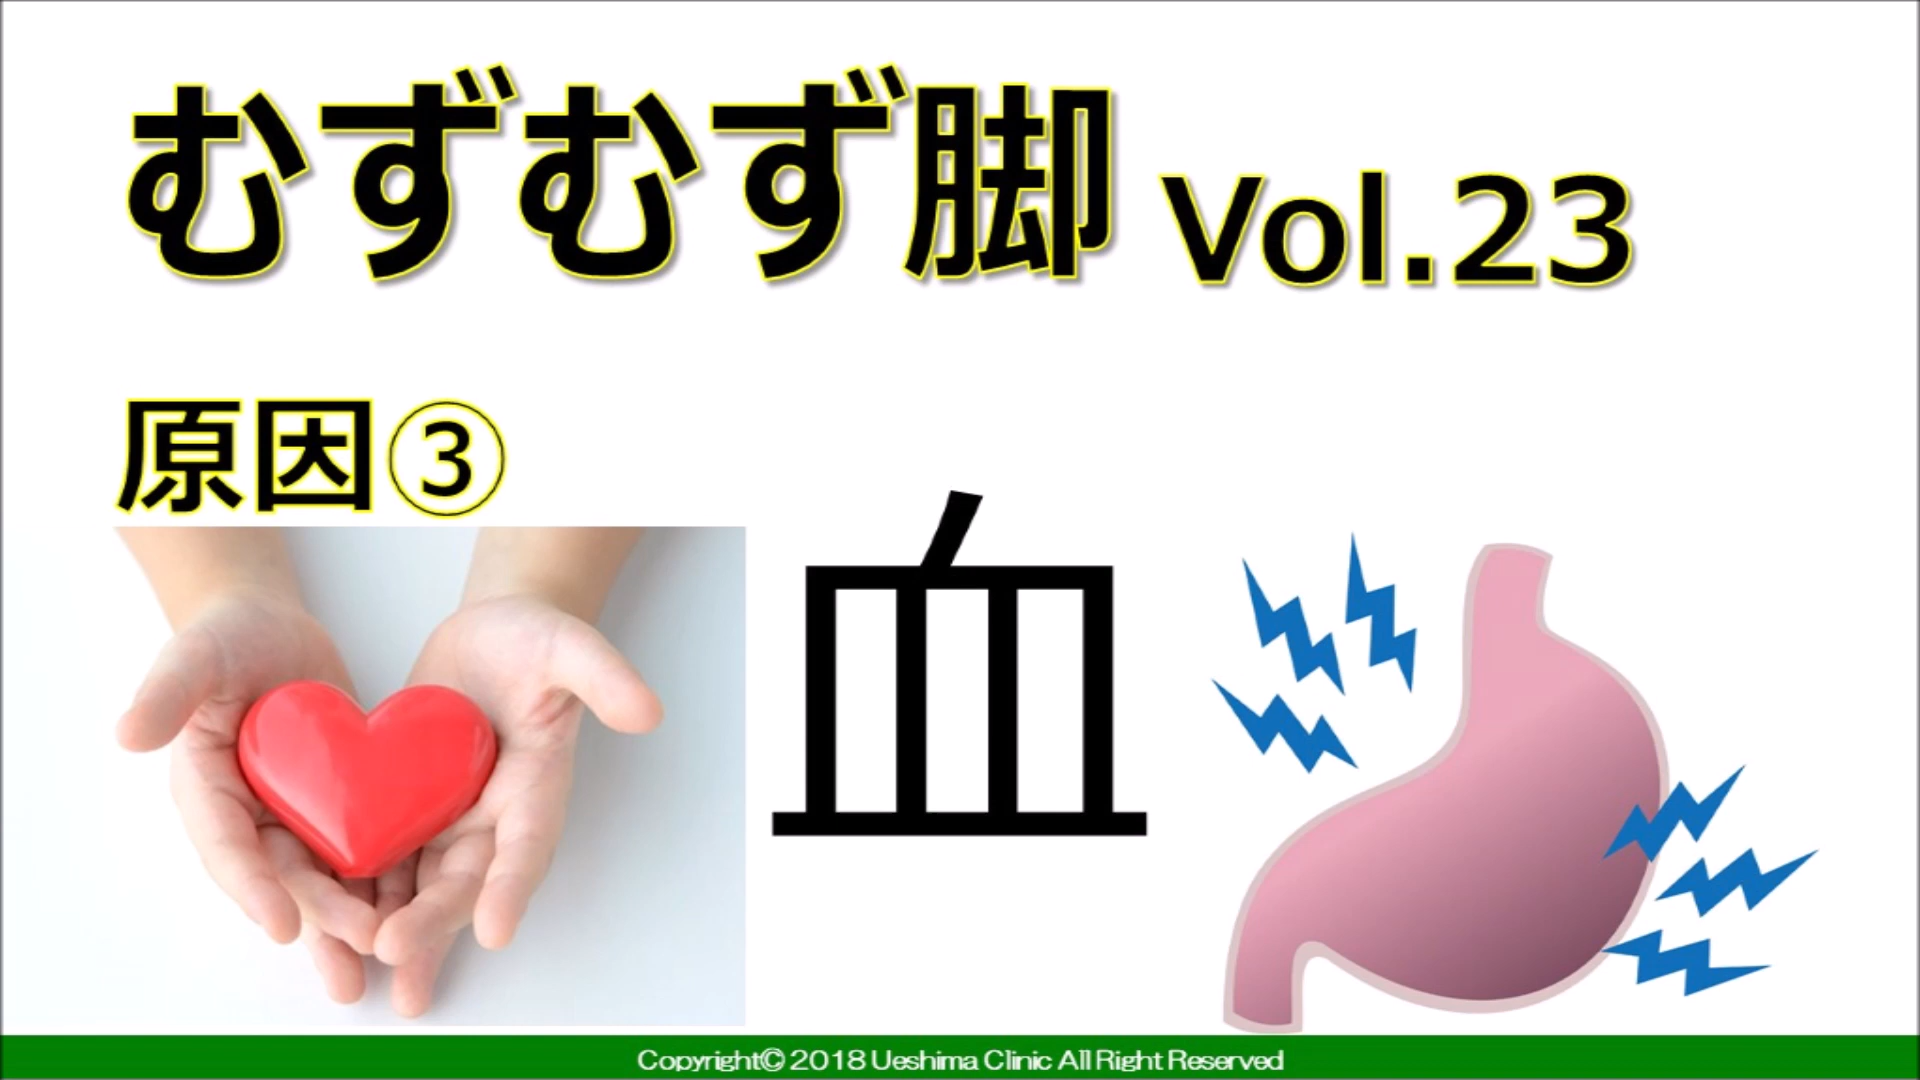 むずむず脚 Vol.23
原因③
血
Copyright© 2018 Ueshima Clinic All Right Reserved